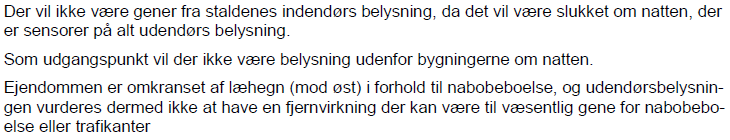 Der vil ikke være gener fra staldenes indendørs belysning, da det vil være slukket om natten, der
er sensorer på alt udendørs belysning.
Som udgangspunkt vil der ikke være belysning udenfor bygningerne om natten.
Ejendommen er omkranset af læhegn (mod øst) i forhold til nabobeboelse, og udendørsbelysnin-
gen vurderes dermed ikke at have en fjernvirkning der kan være til væsentlig gene for nabobebo-
else eller trafikanter